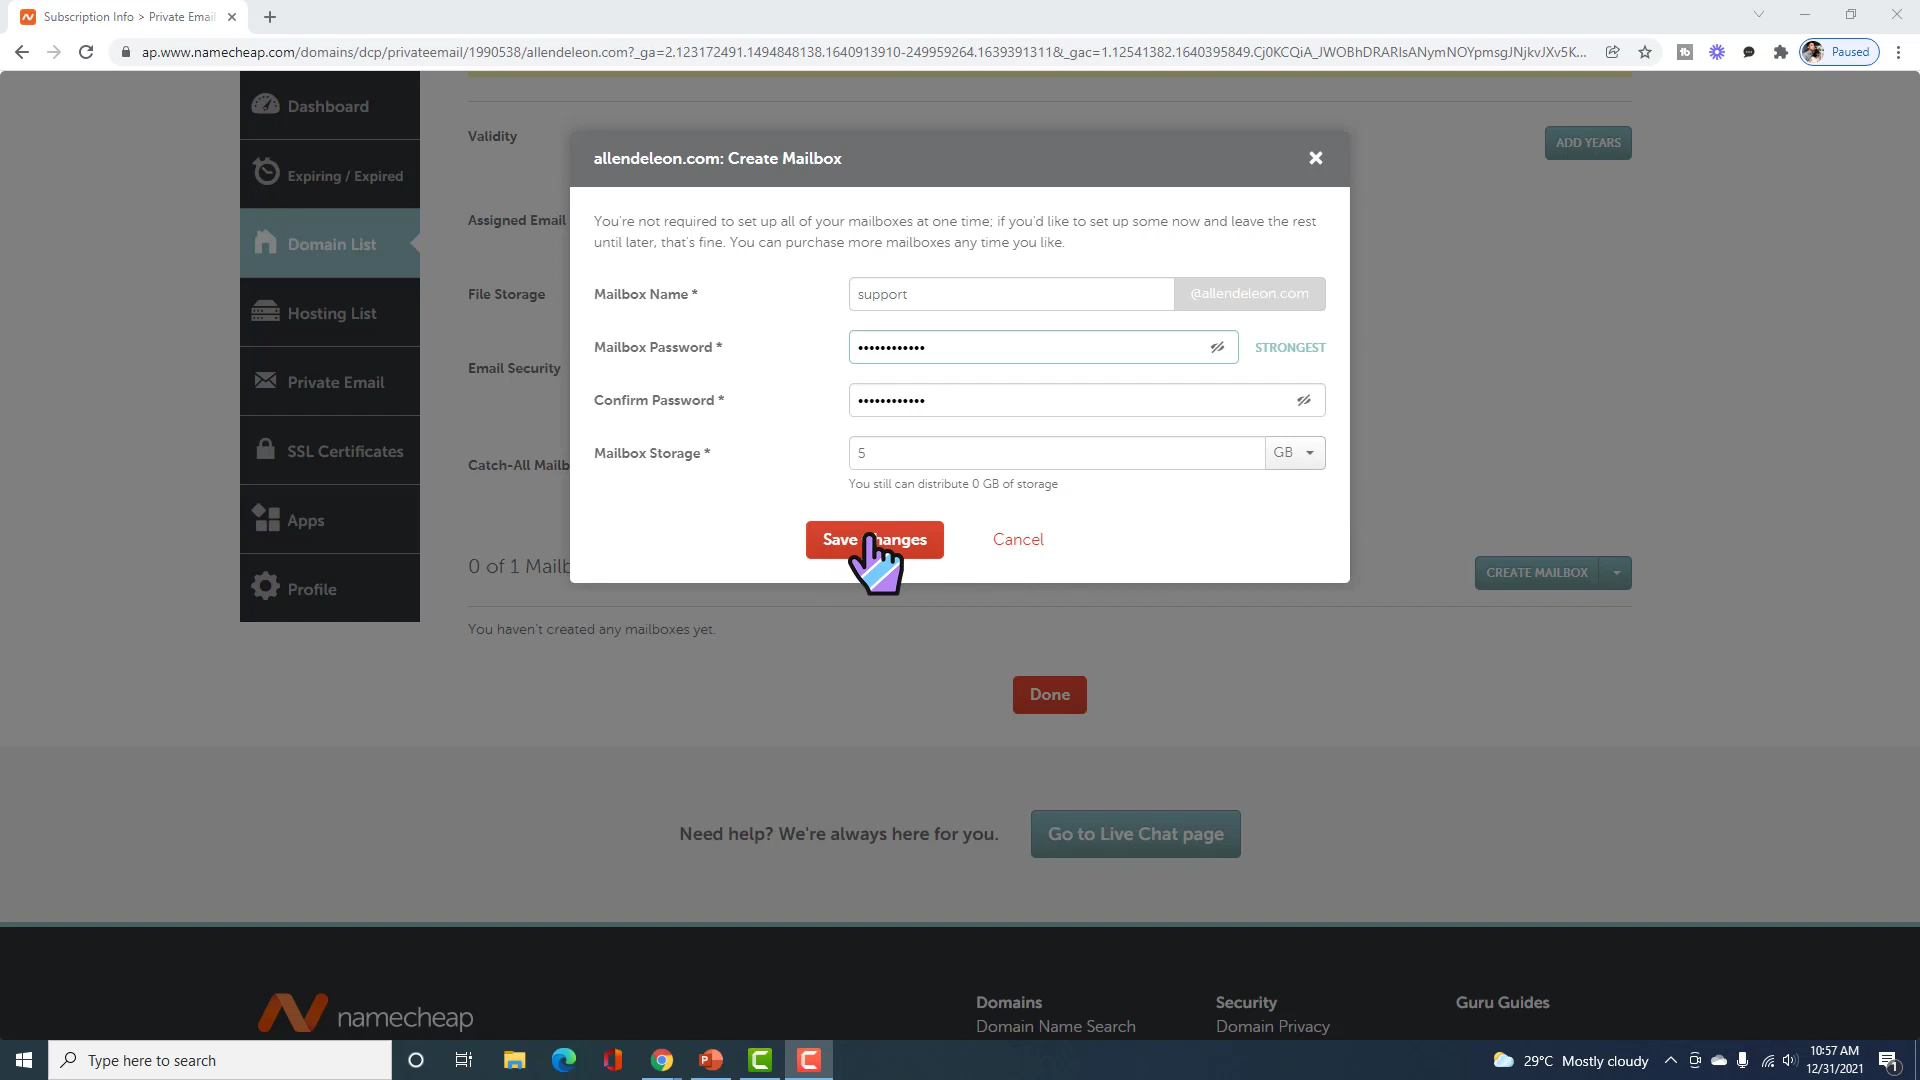 Subscription Info > Private Email
ap.www.namecheap.com/domains/dcp/privateemail/1990538/allendeleon.com?_ga=2.123172491.1494848138.1640913910-249959264.1639391311&_gac=1.12541382.1640395849.Cj0KCQiA_JWOBhDRARIsANymNOYpmsgJNjkvJXv5K...
Paused
Dashboard
Expiring / Expired
Domain List
Hosting List
Private Email
SSL Certificates
Apps
Profile
Validity
ADD YEARS
Assigned Email
File Storage
Email Security
Catch-All Mailb
allendeleon.com: Create Mailbox
You're not required to set up all of your mailboxes at one time; if you'd like to set up some now and leave the rest
until later, that's fine. You can purchase more mailboxes any time you like.
Mailbox Name *
support
@allendeleon.com
Mailbox Password *
••••••••••••
STRONGEST
Confirm Password *
••••••••••••
Mailbox Storage *
5
GB
You still can distribute 0 GB of storage
Save hanges
Cancel
0 of 1 Mailb
CREATE MAILBOX
You haven't created any mailboxes yet.
Done
Need help? We're always here for you.
Go to Live Chat page
namecheap
Domains
Domain Name Search
Security
Domain Privacy
Guru Guides
Type here to search
29°C Mostly cloudy
10:57 AM
12/31/2021
1